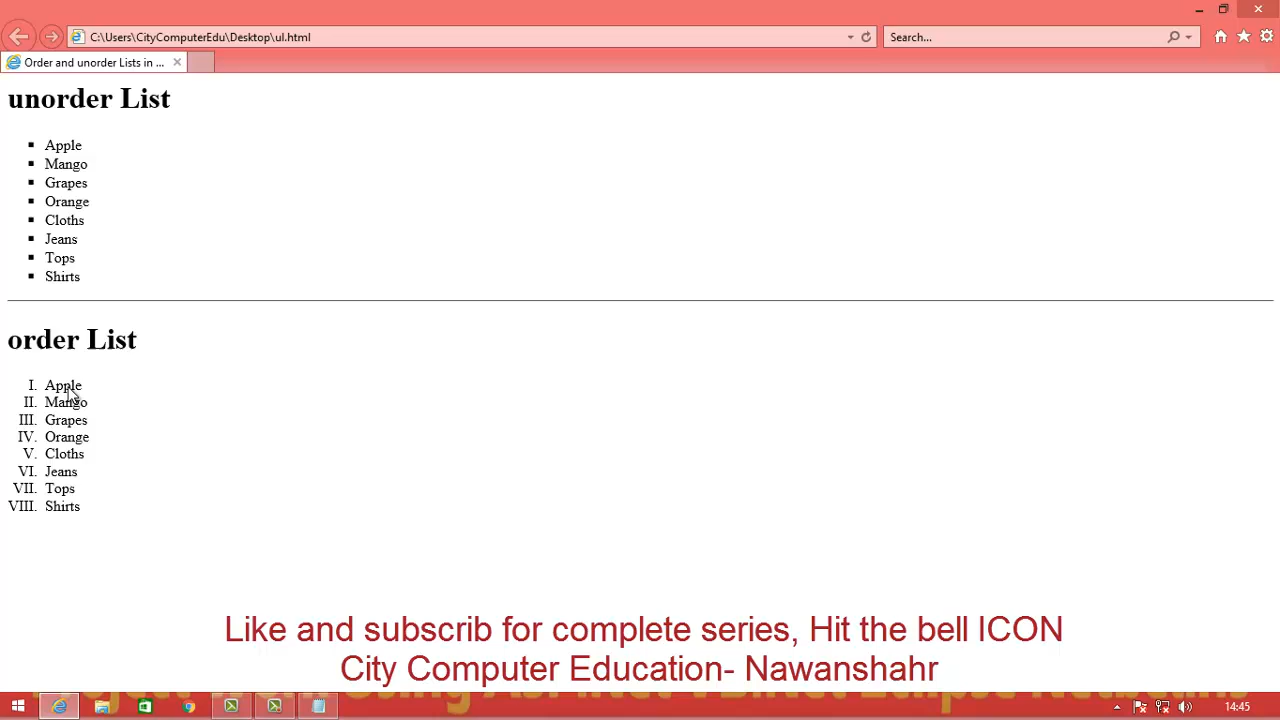 C:\Users\CityComputerEdu\Desktop\ul.html
Search...
Order and unorder Lists in ...
unorder List
Apple
Mango
Grapes
Orange
Cloths
Jeans
Tops
Shirts
order List
I. Apple
II. Mango
III. Grapes
IV. Orange
V. Cloths
VI. Jeans
VII. Tops
VIII. Shirts
Like and subscrib for complete series, Hit the bell ICON
City Computer Education- Nawanshahr
14:45